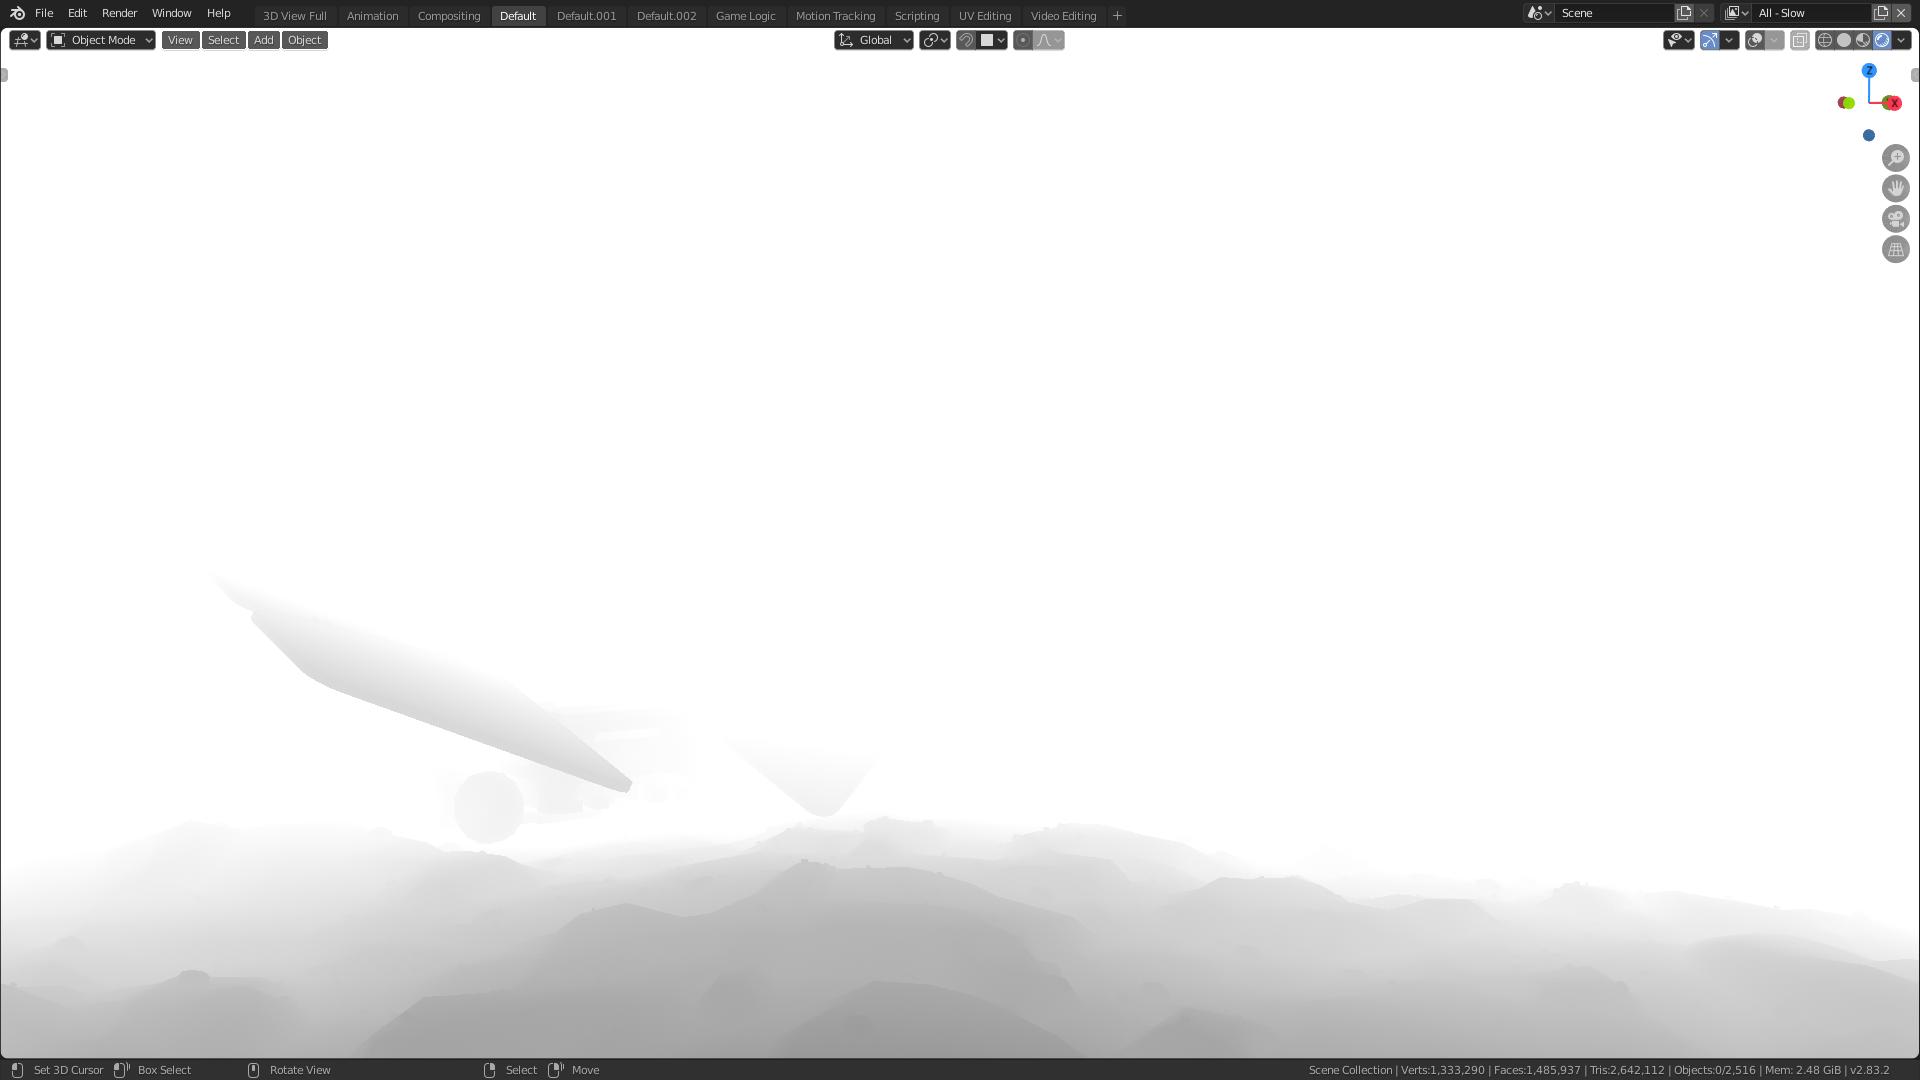 File Edit Render Window Help 3D View Full Animation Compositing Default Default.001 Default.002 Game Logic Motion Tracking Scripting UV Editing Video Editing + Scene All - Slow
Object Mode View Select Add Object Global
Z
X
Set 3D Cursor Box Select Rotate View Select Move Scene Collection | Verts:1,333,290 | Faces:1,485,937 | Tris:2,642,112 | Objects:0/2,516 | Mem: 2.48 GiB | v2.83.2